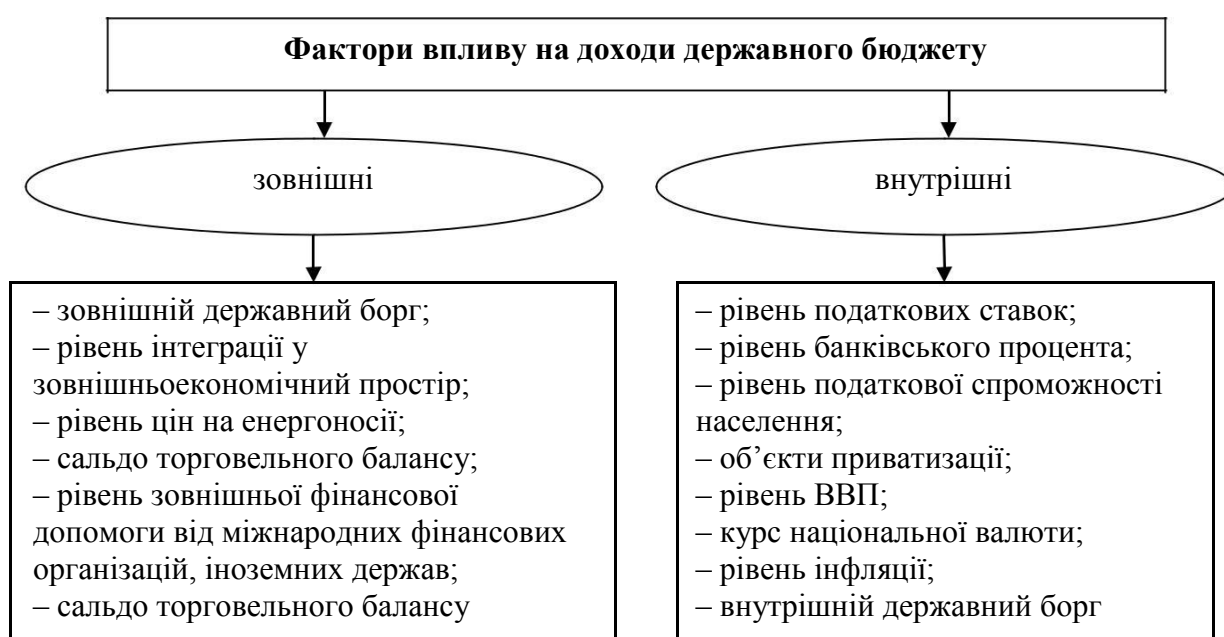 Фактори впливу на доходи державного бюджету
зовнішні
внутрішні
– зовнішній державний борг;
– рівень інтеграції у
зовнішньоекономічний простір;
– рівень цін на енергоносії;
– сальдо торговельного балансу;
– рівень зовнішньої фінансової
допомоги від міжнародних фінансових
організацій, іноземних держав;
– сальдо торговельного балансу
– рівень податкових ставок;
– рівень банківського процента;
– рівень податкової спроможності
населення;
– об’єкти приватизації;
– рівень ВВП;
– курс національної валюти;
– рівень інфляції;
– внутрішній державний борг